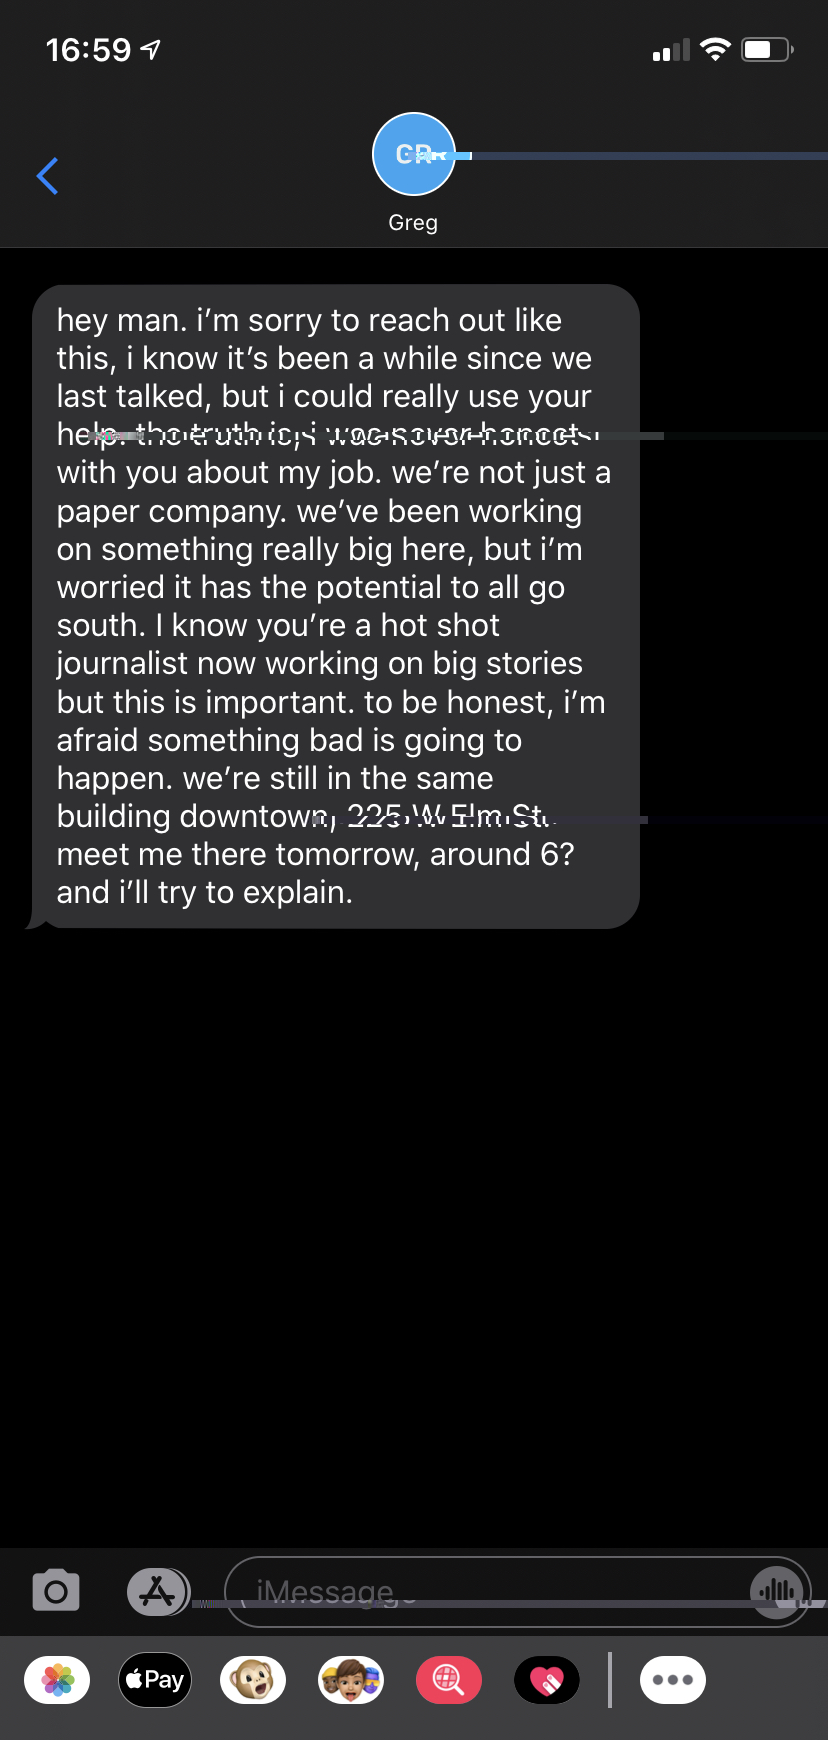 16:59
GR
Greg
hey man. i’m sorry to reach out like
this, i know it’s been a while since we
last talked, but i could really use your
help. the truth is, i was never honest
with you about my job. we’re not just a
paper company. we’ve been working
on something really big here, but i’m
worried it has the potential to all go
south. I know you’re a hot shot
journalist now working on big stories
but this is important. to be honest, i’m
afraid something bad is going to
happen. we’re still in the same
building downtown, 225 W Elm St.
meet me there tomorrow, around 6?
and i’ll try to explain.
iMessage
Pay